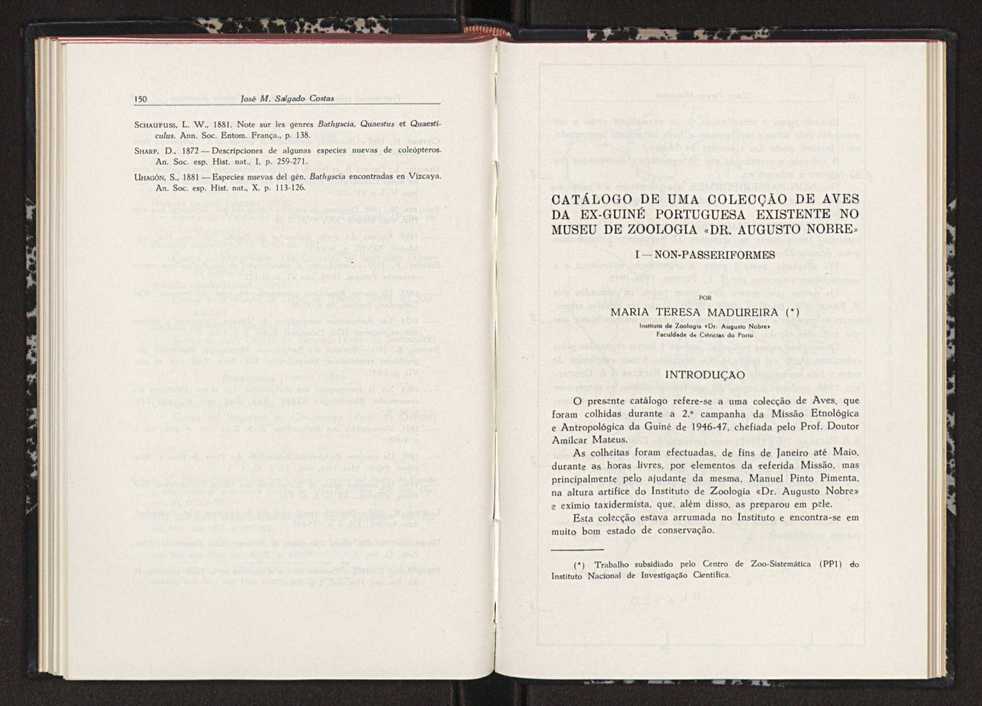 150 José M. Salgado Costas
SCHAUFUSS, L. W., 1881. Note sur les genres Bathyscia, Quaestus et Quaesti-
culus. Ann. Soc. Entom. França., p. 138.
SHARP, D., 1872 — Descripciones de algunas especies nuevas de coleópteros.
An. Soc. esp. Hist. nat., I, p. 259-271.
UHAGÓN, S., 1881 — Especies nuevas del gén. Bathyscia encontradas en Vizcaya.
An. Soc. esp. Hist. nat., X. p. 113-126.
CATÁLOGO DE UMA COLECÇÃO DE AVES
DA EX-GUINÉ PORTUGUESA EXISTENTE NO
MUSEU DE ZOOLOGIA «DR. AUGUSTO NOBRE»
I — NON-PASSERIFORMES
POR
MARIA TERESA MADUREIRA (*)
Instituto de Zoologia «Dr. Augusto Nobre»
Faculdade de Ciências do Porto
INTRODUÇÃO
O presente catálogo refere-se a uma colecção de Aves, que
foram colhidas durante a 2.ª campanha da Missão Etnológica
e Antropológica da Guiné de 1946-47, chefiada pelo Prof. Doutor
Amílcar Mateus.
As colheitas foram efectuadas, de fins de Janeiro até Maio,
durante as horas livres, por elementos da referida Missão, mas
principalmente pelo ajudante da mesma, Manuel Pinto Pimenta,
na altura artífice do Instituto de Zoologia «Dr. Augusto Nobre»
e exímio taxidermista, que, além disso, as preparou em pele.
Esta colecção estava arrumada no Instituto e encontra-se em
muito bom estado de conservação.
(*) Trabalho subsidiado pelo Centro de Zoo-Sistemática (PP1) do
Instituto Nacional de Investigação Científica.